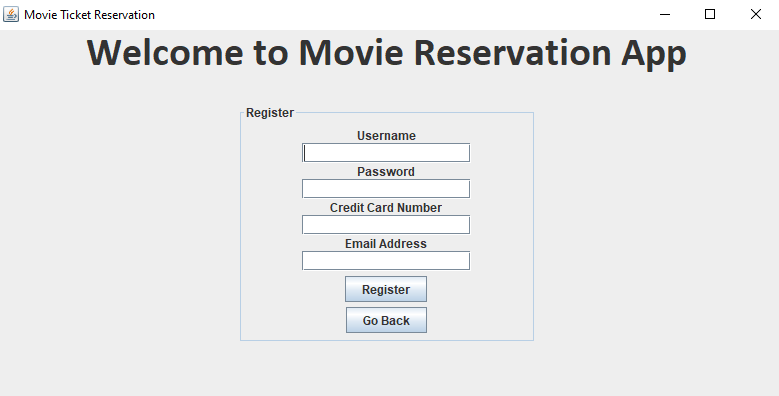 Movie Ticket Reservation
Welcome to Movie Reservation App
Register
Username
Password
Credit Card Number
Email Address
Register
Go Back